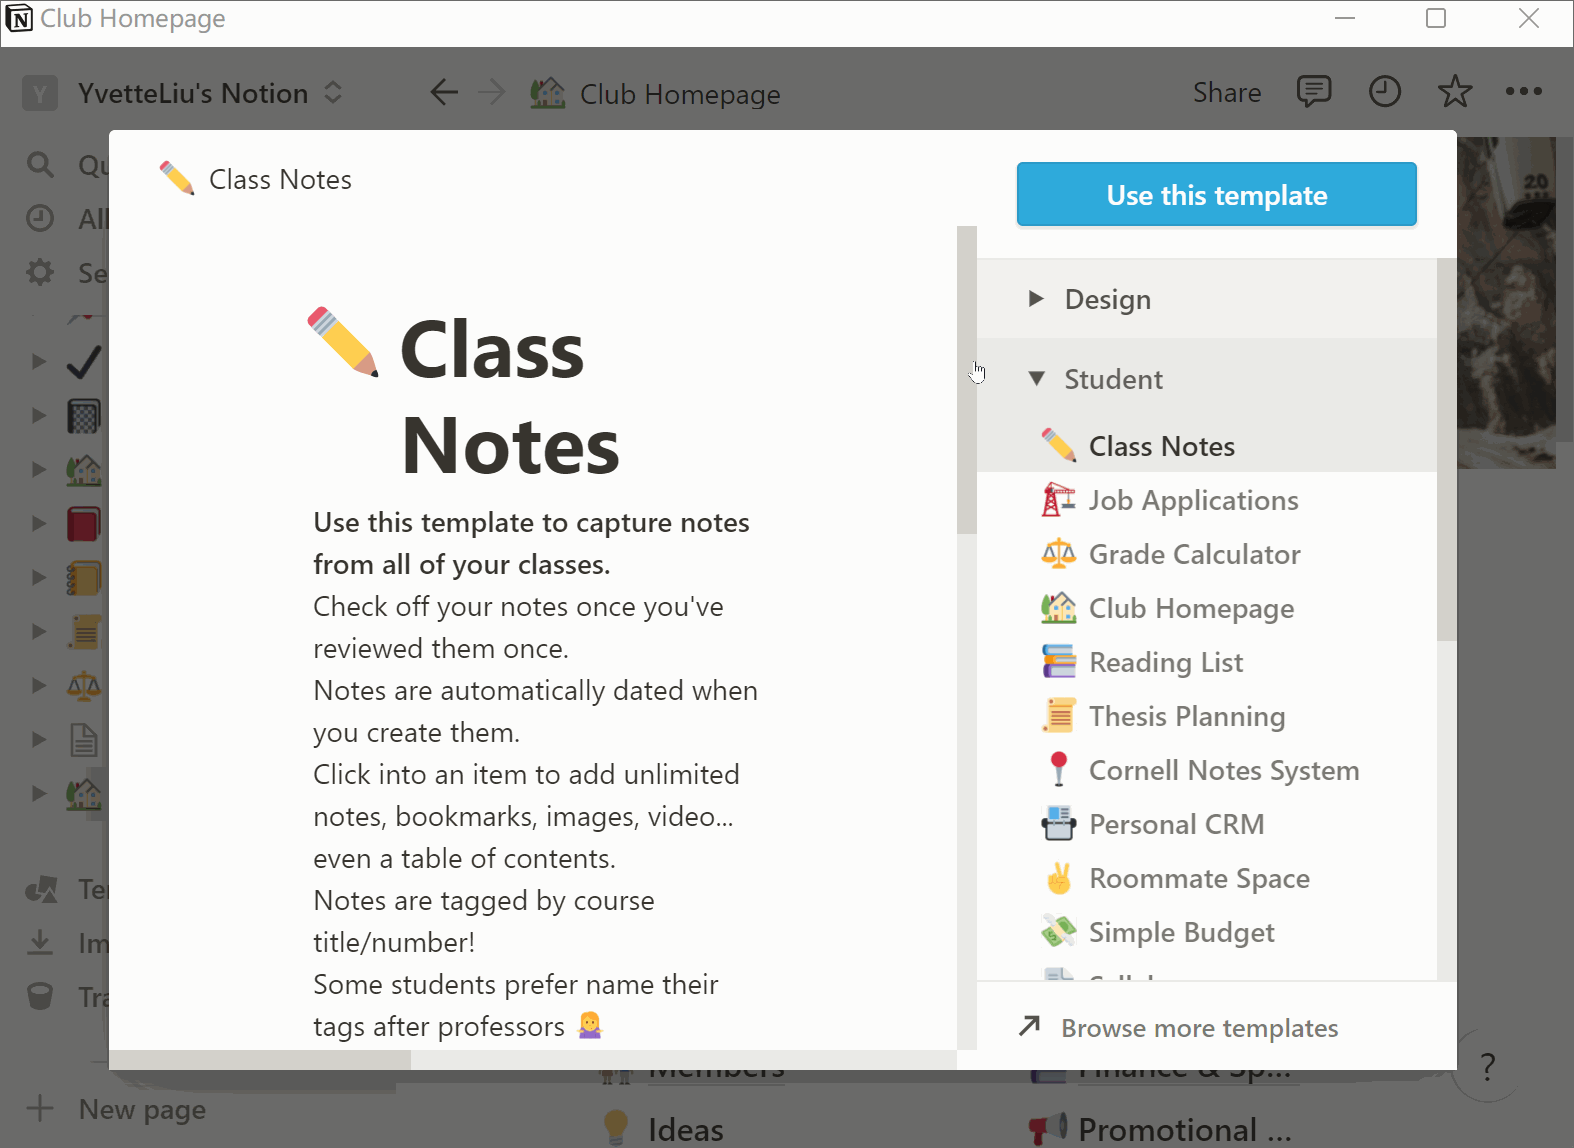 Club Homepage
Y YvetteLiu's Notion
Club Homepage
Share
Class Notes
Use this template
Class
Notes
Use this template to capture notes
from all of your classes.
Check off your notes once you've
reviewed them once.
Notes are automatically dated when
you create them.
Click into an item to add unlimited
notes, bookmarks, images, video...
even a table of contents.
Notes are tagged by course
title/number!
Some students prefer name their
tags after professors
Design
Student
Class Notes
Job Applications
Grade Calculator
Club Homepage
Reading List
Thesis Planning
Cornell Notes System
Personal CRM
Roommate Space
Simple Budget
Browse more templates
All
20
New page
Members
Ideas
Finance & Sp...
Promotional ...
?